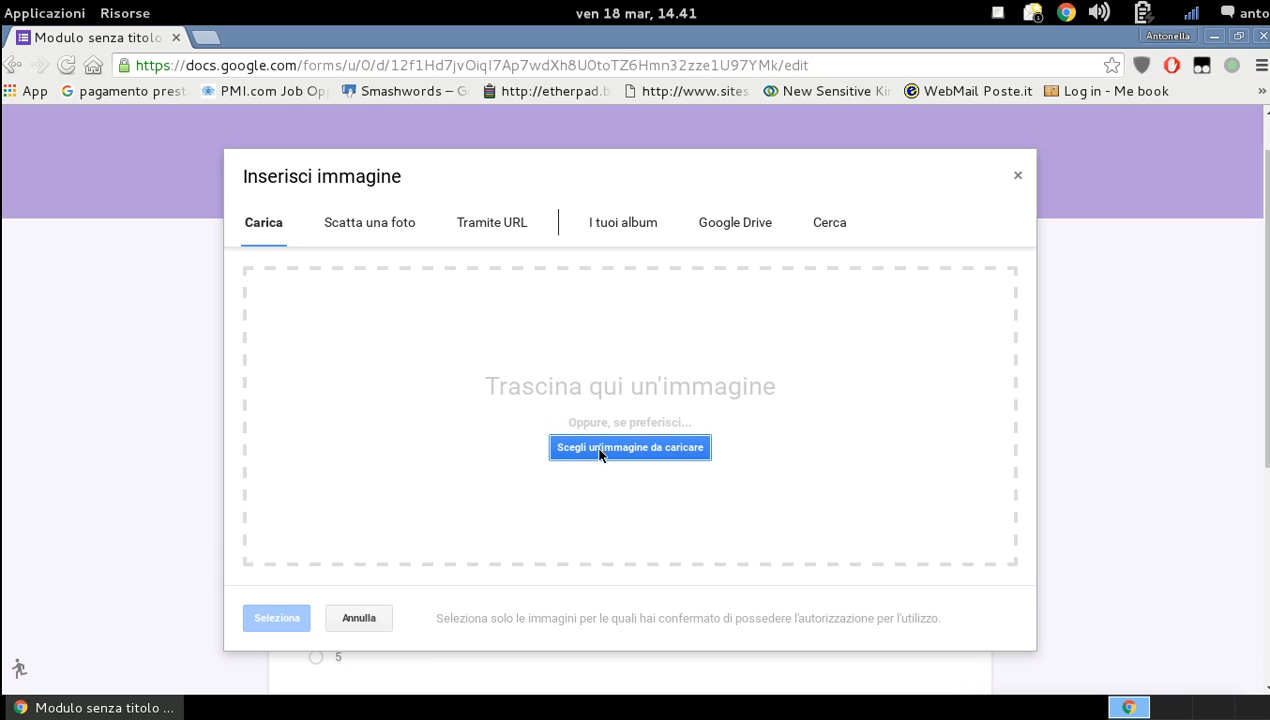 Applicazioni Risorse ven 18 mar, 14.41 anto
Modulo senza titolo Antonella
https://docs.google.com/forms/u/0/d/12f1Hd7jvOiqI7Ap7wdXh8U0toTZ6Hmn32zze1U97YMk/edit
App pagamento prest PMI.com Job Op Smashwords – G http://etherpad.b http://www.sites New Sensitive Kin WebMail Poste.it Log in - Me book »
Inserisci immagine
Carica Scatta una foto Tramite URL I tuoi album Google Drive Cerca
Trascina qui un'immagine
Oppure, se preferisci...
Scegli un'immagine da caricare
Seleziona Annulla Seleziona solo le immagini per le quali hai confermato di possedere l'autorizzazione per l'utilizzo.
5
Modulo senza titolo ...